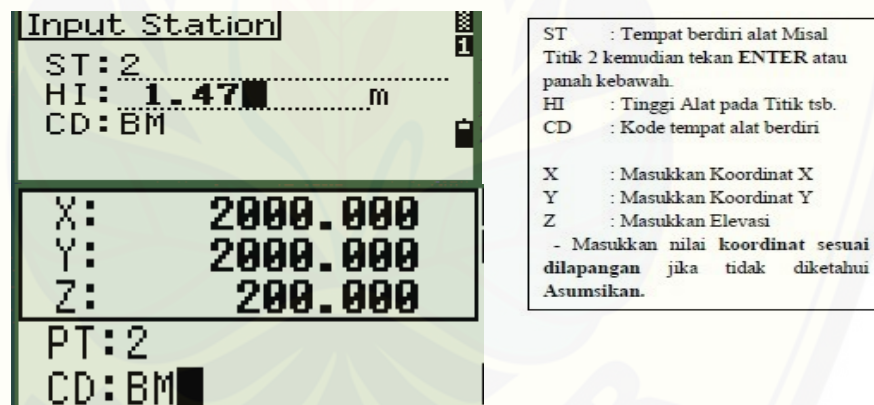 Input Station
1
ST:2
HI: 1.47 m
CD:BM
X: 2000.000
Y: 2000.000
Z: 200.000
PT:2
CD:BM
ST : Tempat berdiri alat Misal
Titik 2 kemudian tekan ENTER atau
panah kebawah.
HI : Tinggi Alat pada Titik tsb.
CD : Kode tempat alat berdiri
X : Masukkan Koordinat X
Y : Masukkan Koordinat Y
Z : Masukkan Elevasi
- Masukkan nilai koordinat sesuai
dilapangan jika tidak diketahui
Asumsikan.